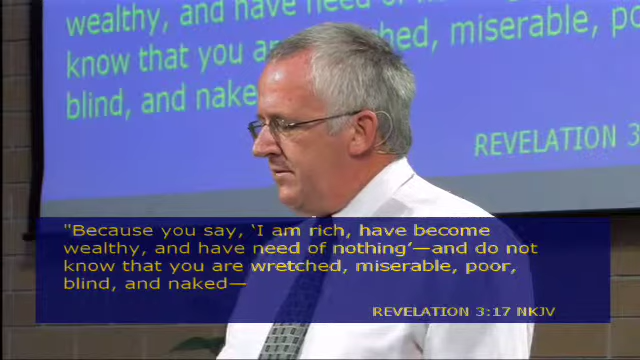 wealthy, and have need of
know that you are wretched, miserable, po
blind, and nake
REVELATION 3
"Because you say, ‘I am rich, have become
wealthy, and have need of nothing’—and do not
know that you are wretched, miserable, poor,
blind, and naked—
REVELATION 3:17 NKJV